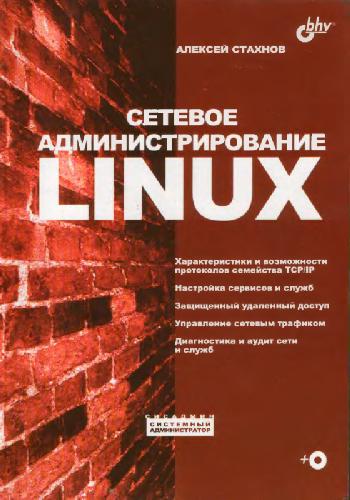 bhv
АЛЕКСЕЙ СТАХНОВ
СЕТЕВОЕ
АДМИНИСТРИРОВАНИЕ
LINUX
Характеристики и возможности
протоколов семейства TCP/IP
Настройка сервисов и служб
Защищенный удаленный доступ
Управление сетевым трафиком
Диагностика и аудит сети
и служб
СИСАДМИН
СИСТЕМНЫЙ
АДМИНИСТРАТОР
+